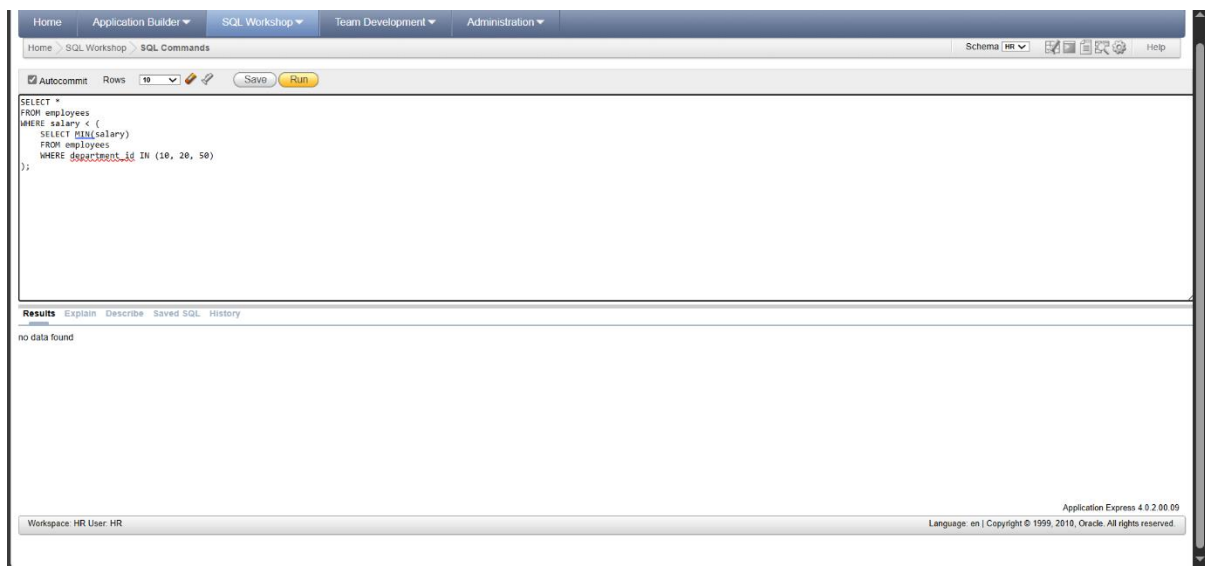 Home Application Builder SQL Workshop Team Development Administration
Home SQL Workshop SQL Commands Schema HR Help
Autocommit Rows 10 Save Run
SELECT *
FROM employees
WHERE salary < (
SELECT MIN(salary)
FROM employees
WHERE department_id IN (10, 20, 50)
);
Results Explain Describe Saved SQL History
no data found
Application Express 4.0.2.00.09
Workspace: HR User: HR Language: en | Copyright © 1999, 2010, Oracle. All rights reserved.